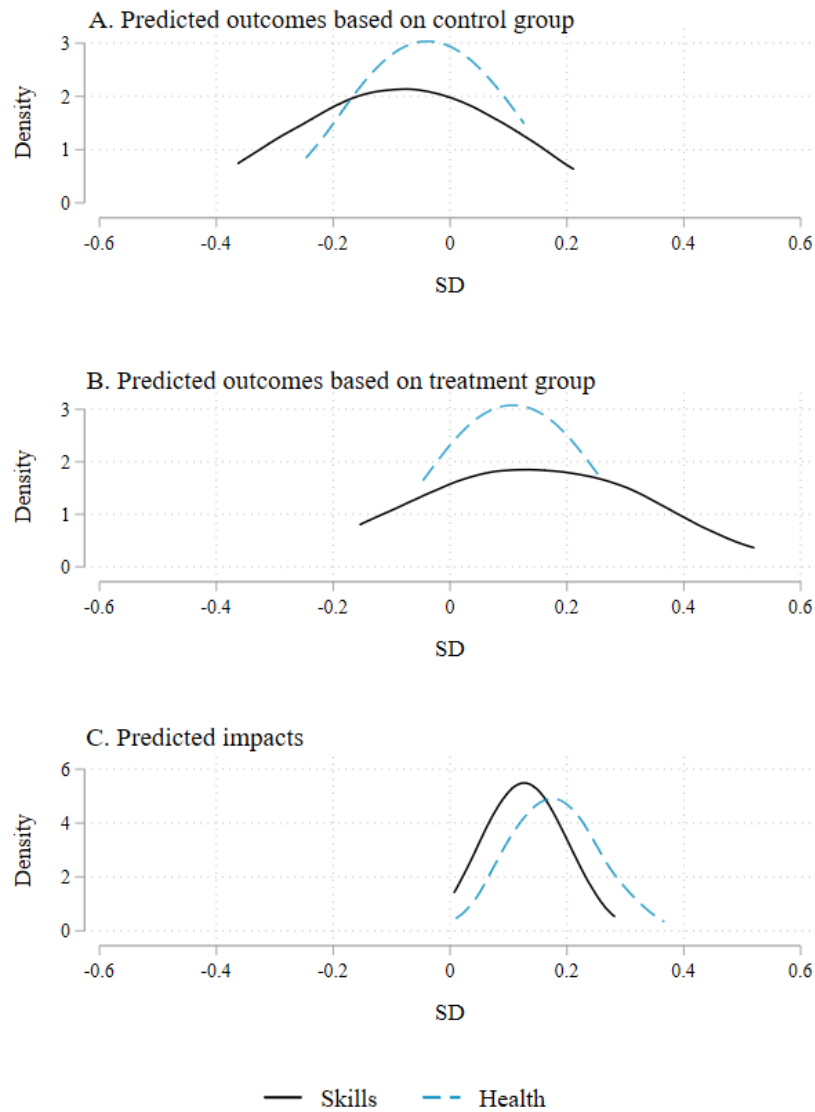 A. Predicted outcomes based on control group
Density
3
2
1
0
-0.6 -0.4 -0.2 0 0.2 0.4 0.6
SD
B. Predicted outcomes based on treatment group
Density
3
2
1
0
-0.6 -0.4 -0.2 0 0.2 0.4 0.6
SD
C. Predicted impacts
Density
6
4
2
0
-0.6 -0.4 -0.2 0 0.2 0.4 0.6
SD
Skills Health